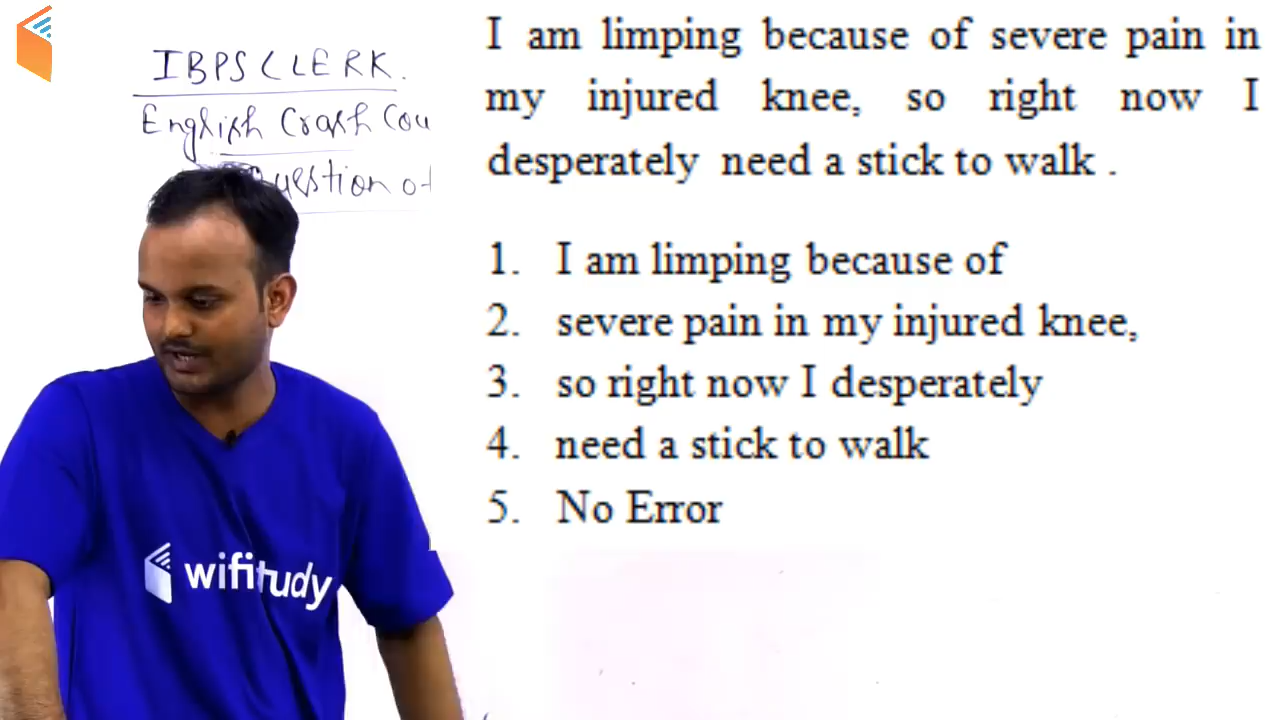 IBPS CLERK.
English Crash Cou
uestion of
I am limping because of severe pain in
my injured knee, so right now I
desperately need a stick to walk .
1. I am limping because of
2. severe pain in my injured knee,
3. so right now I desperately
4. need a stick to walk
5. No Error
wifitudy